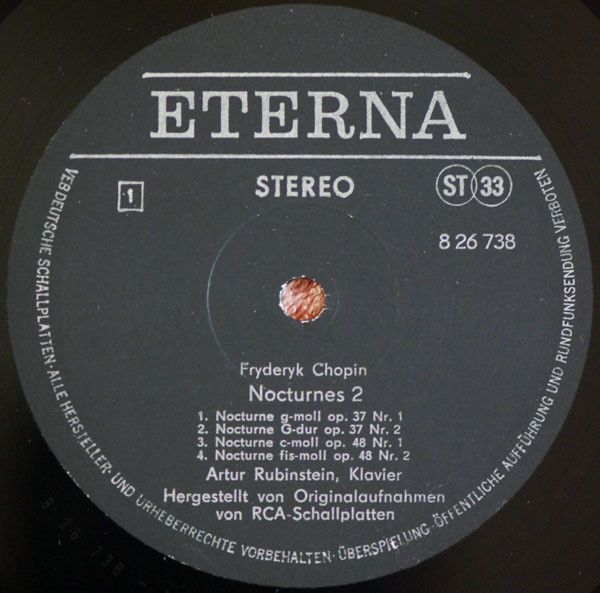 ETERNA
1
STEREO
ST 33
8 26 738
Fryderyk Chopin
Nocturnes 2
1. Nocturne g-moll op. 37 Nr. 1
2. Nocturne G-dur op. 37 Nr. 2
3. Nocturne c-moll op. 48 Nr. 1
4. Nocturne fis-moll op. 48 Nr. 2
Artur Rubinstein, Klavier
Hergestellt von Originalaufnahmen
von RCA-Schallplatten
VEB DEUTSCHE SCHALLPLATTEN · ALLE HERSTELLER- UND URHEBERRECHTE VORBEHALTEN · ÜBERSPIELUNG · ÖFFENTLICHE AUFFÜHRUNG UND RUNDFUNKSENDUNG VERBOTEN
8 26 738